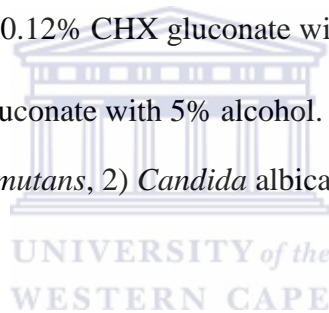 0.12% CHX gluconate wi
uconate with 5% alcohol.
mutans, 2) Candida albica
UNIVERSITY of the
WESTERN CAPE